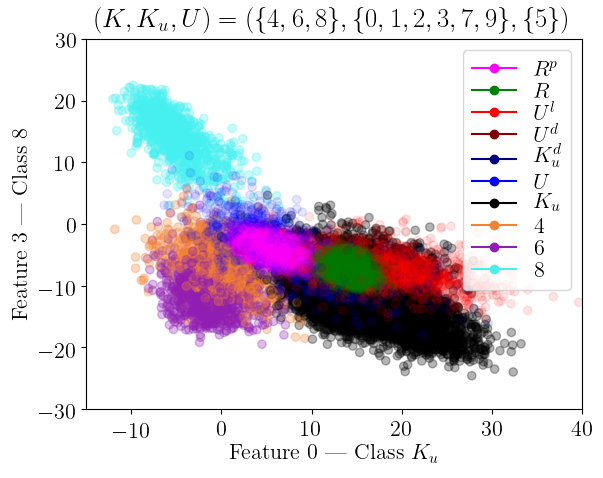 (K, K_u, U) = ({4, 6, 8}, {0, 1, 2, 3, 7, 9}, {5})
30
20
10
0
−10
−20
−30
Feature 3 — Class 8
R^p
R
U^l
U^d
K_u^d
U
K_u
4
6
8
−10 0 10 20 30 40
Feature 0 — Class K_u